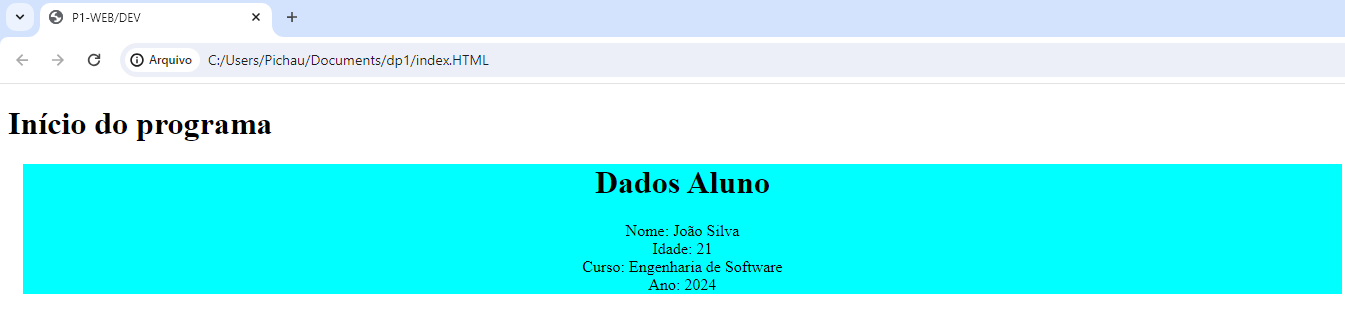 P1-WEB/DEV
Arquivo C:/Users/Pichau/Documents/dp1/index.HTML
Início do programa
Dados Aluno
Nome: João Silva
Idade: 21
Curso: Engenharia de Software
Ano: 2024